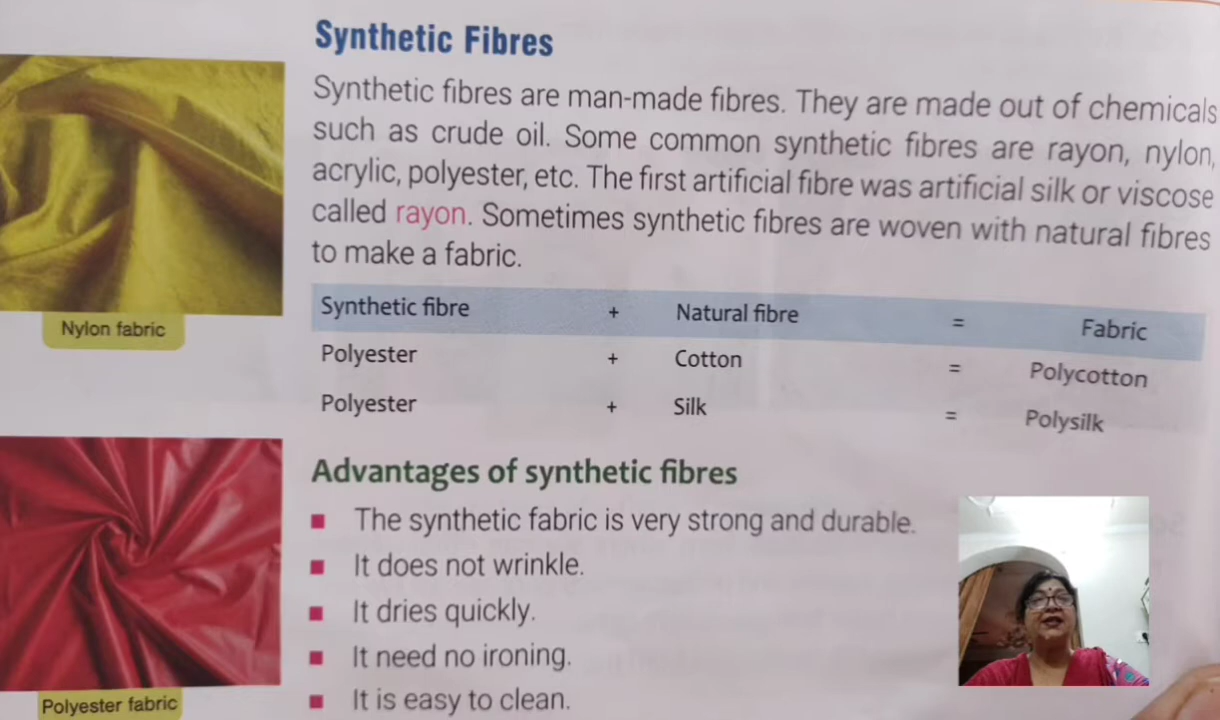 Synthetic Fibres
Synthetic fibres are man-made fibres. They are made out of chemicals
such as crude oil. Some common synthetic fibres are rayon, nylon,
acrylic, polyester, etc. The first artificial fibre was artificial silk or viscose
called rayon. Sometimes synthetic fibres are woven with natural fibres
to make a fabric.
Nylon fabric
Synthetic fibre + Natural fibre = Fabric
Polyester + Cotton = Polycotton
Polyester + Silk = Polysilk
Advantages of synthetic fibres
■ The synthetic fabric is very strong and durable.
■ It does not wrinkle.
■ It dries quickly.
■ It need no ironing.
■ It is easy to clean.
Polyester fabric